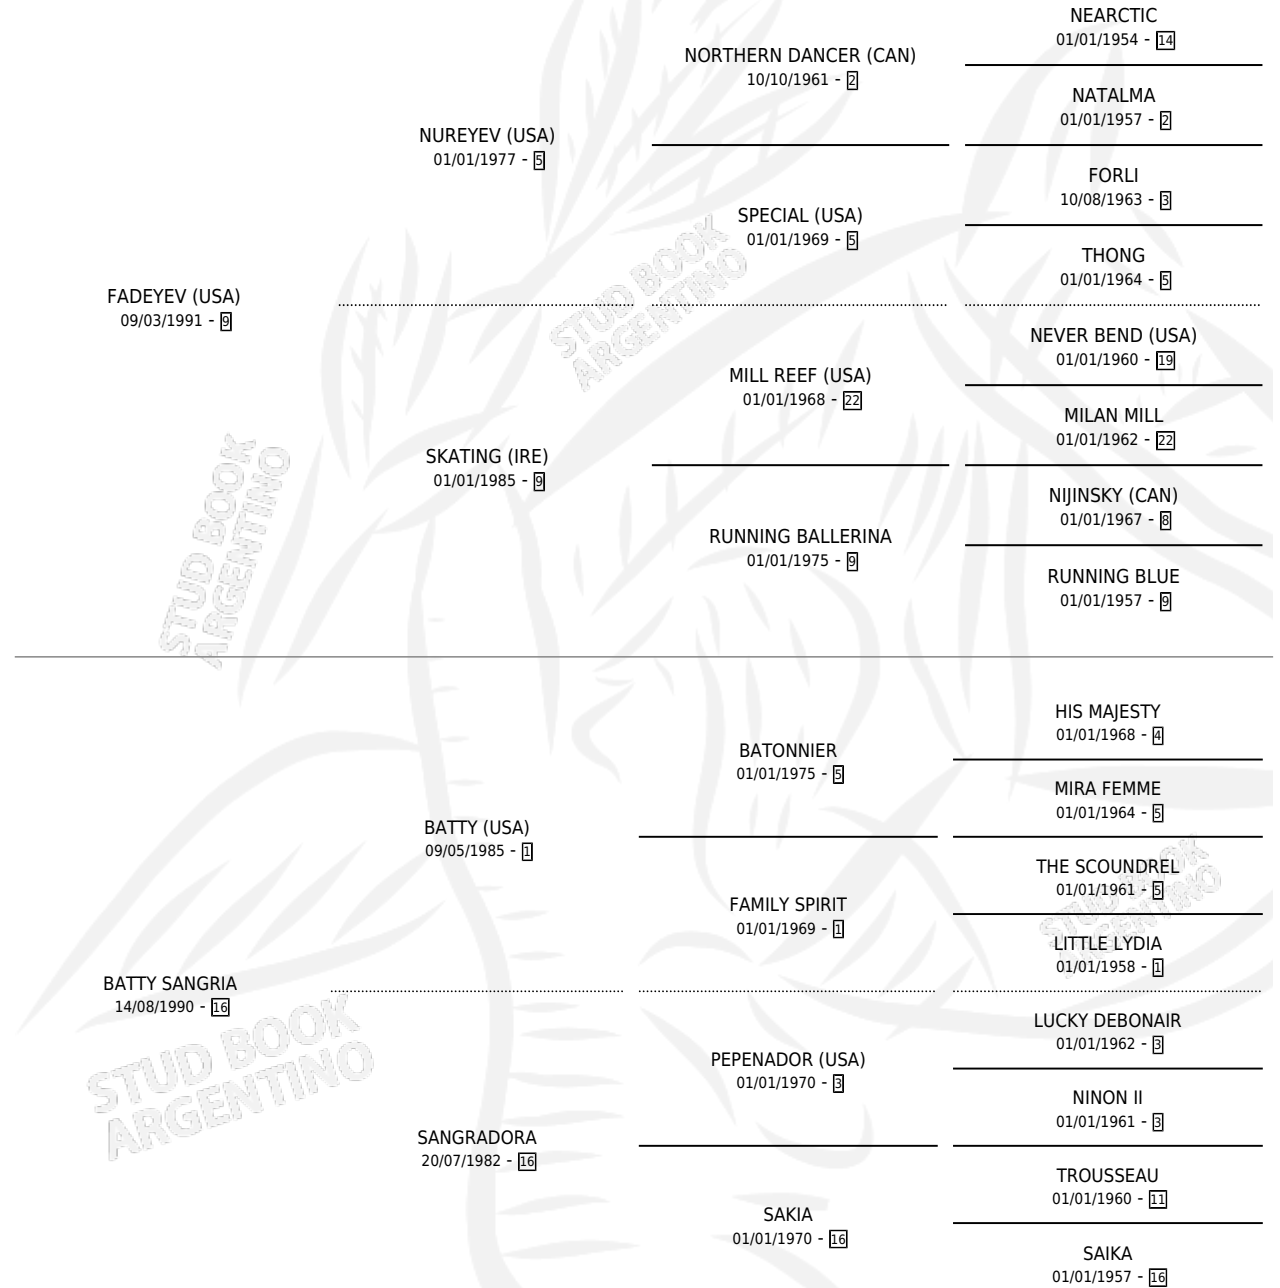 NEARCTIC
01/01/1954 - 14
NORTHERN DANCER (CAN)
10/10/1961 - 2
NATALMA
01/01/1957 - 2
NUREYEV (USA)
01/01/1977 - 5
FORLI
10/08/1963 - 3
SPECIAL (USA)
01/01/1969 - 5
THONG
01/01/1964 - 5
FADEYEV (USA)
09/03/1991 - 9
NEVER BEND (USA)
01/01/1960 - 19
MILL REEF (USA)
01/01/1968 - 22
MILAN MILL
01/01/1962 - 22
SKATING (IRE)
01/01/1985 - 9
NIJINSKY (CAN)
01/01/1967 - 8
RUNNING BALLERINA
01/01/1975 - 9
RUNNING BLUE
01/01/1957 - 9
HIS MAJESTY
01/01/1968 - 4
BATONNIER
01/01/1975 - 5
MIRA FEMME
01/01/1964 - 5
BATTY (USA)
09/05/1985 - 1
THE SCOUNDREL
01/01/1961 - 5
FAMILY SPIRIT
01/01/1969 - 1
LITTLE LYDIA
01/01/1958 - 1
BATTY SANGRIA
14/08/1990 - 16
LUCKY DEBONAIR
01/01/1962 - 3
PEPENADOR (USA)
01/01/1970 - 3
NINON II
01/01/1961 - 3
SANGRADORA
20/07/1982 - 16
TROUSSEAU
01/01/1960 - 11
SAKIA
01/01/1970 - 16
SAIKA
01/01/1957 - 16
STUD BOOK
ARGENTINO
STUD BOOK
ARGENTINO
STUD BOOK
ARGENTINO
STUD BOOK
ARGENTINO